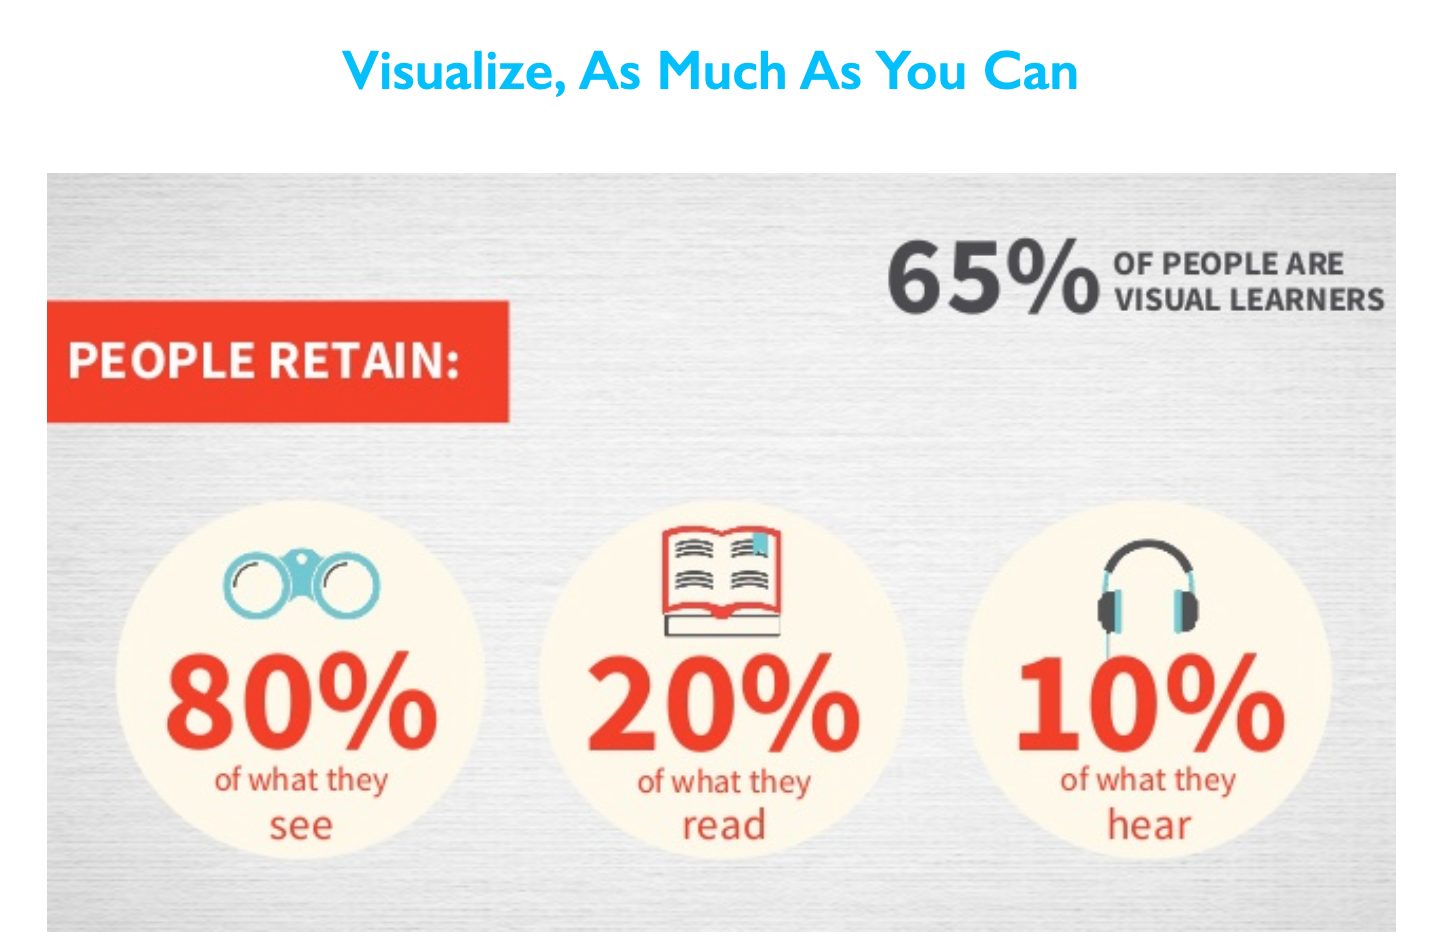 Visualize, As Much As You Can
65% OF PEOPLE ARE
VISUAL LEARNERS
PEOPLE RETAIN:
80%
of what they
see
20%
of what they
read
10%
of what they
hear